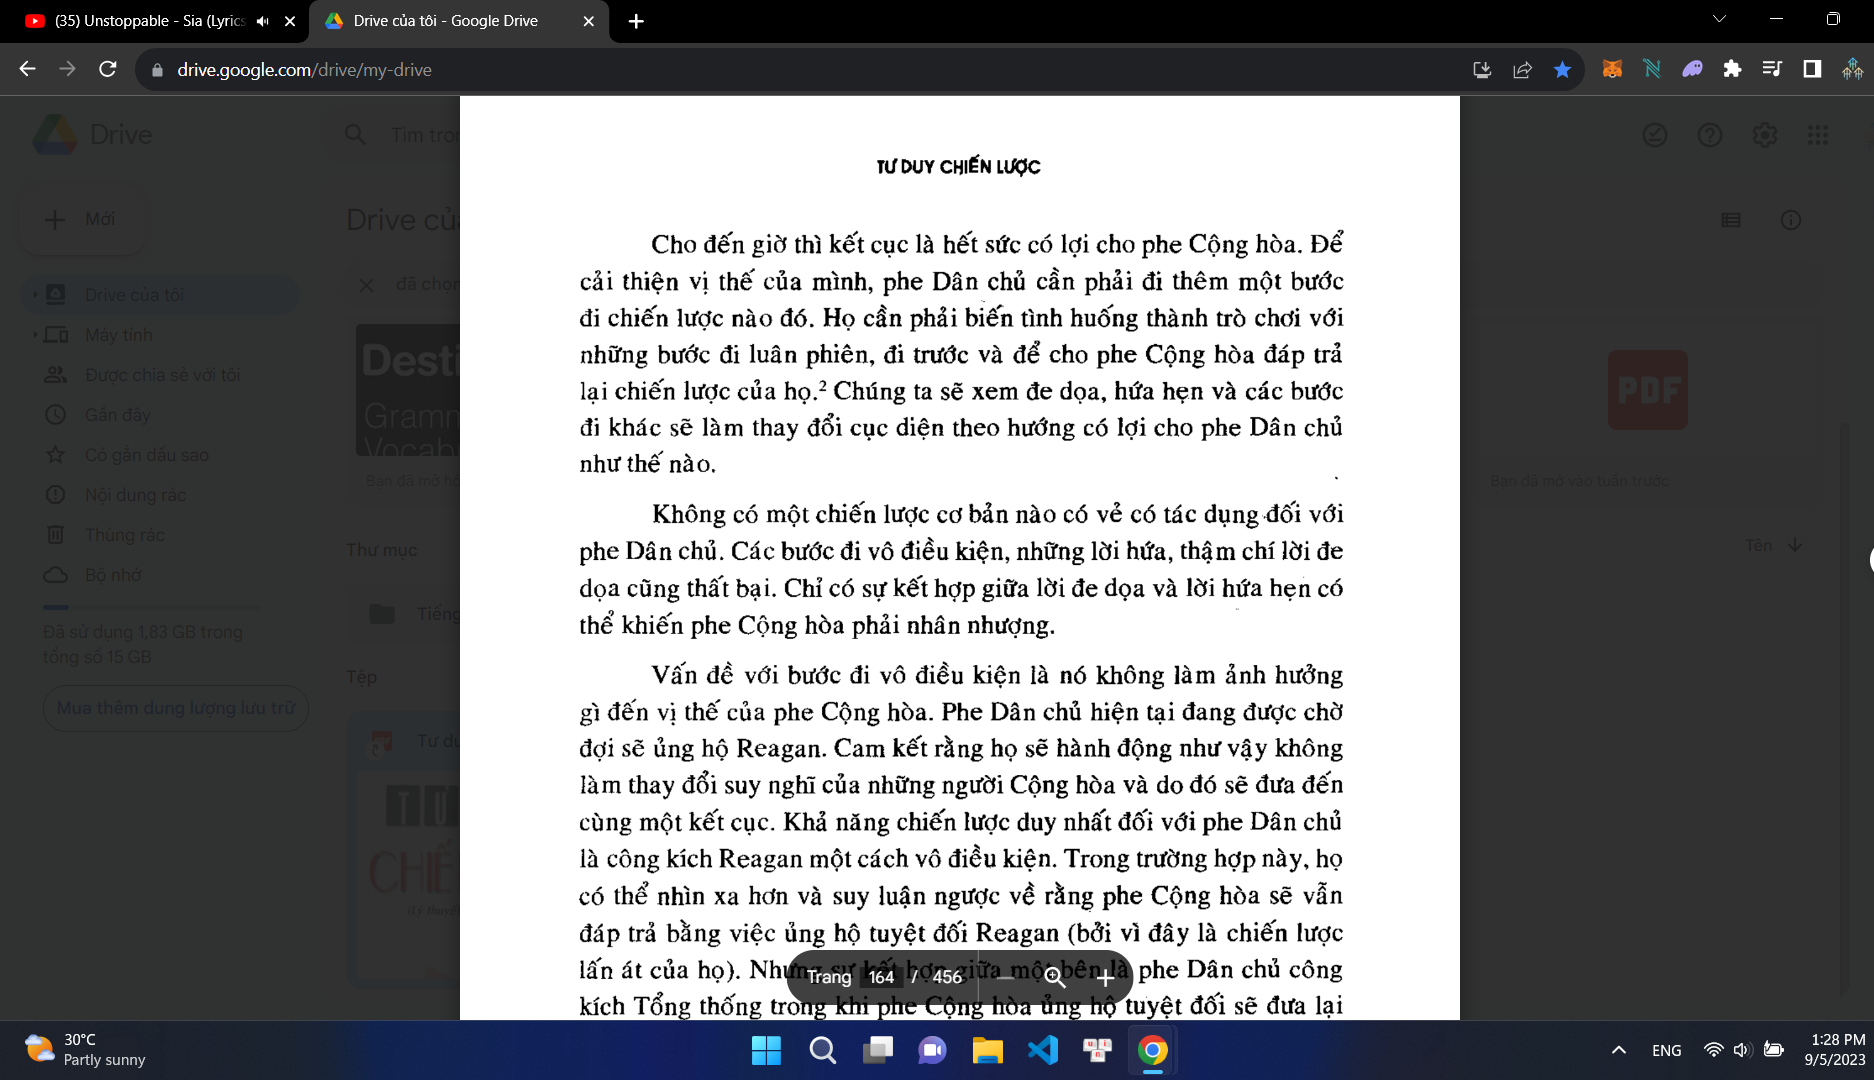 (35) Unstoppable - Sia (Lyrics
Drive của tôi - Google Drive
drive.google.com/drive/my-drive
Drive
Tìm tron
Mới
Drive củ
Drive của tôi
Máy tính
Được chia sẻ với tôi
Gần đây
Có gắn dấu sao
Nội dung rác
Thùng rác
Bộ nhớ
Đã sử dụng 1,83 GB trong
tổng số 15 GB
Mua thêm dung lượng lưu trữ
đã chọn
Desti
Gramm
Vocab
Bạn đã mở
Thư mục
Tiếng
Tệp
Tư du
TƯ
CHIẾ
PDF
Bạn đã mở vào tuần trước
Tên
TƯ DUY CHIẾN LƯỢC
Cho đến giờ thì kết cục là hết sức có lợi cho phe Cộng hòa. Để
cải thiện vị thế của mình, phe Dân chủ cần phải đi thêm một bước
đi chiến lược nào đó. Họ cần phải biến tình huống thành trò chơi với
những bước đi luân phiên, đi trước và để cho phe Cộng hòa đáp trả
lại chiến lược của họ.² Chúng ta sẽ xem đe dọa, hứa hẹn và các bước
đi khác sẽ làm thay đổi cục diện theo hướng có lợi cho phe Dân chủ
như thế nào.
Không có một chiến lược cơ bản nào có vẻ có tác dụng đối với
phe Dân chủ. Các bước đi vô điều kiện, những lời hứa, thậm chí lời đe
dọa cũng thất bại. Chỉ có sự kết hợp giữa lời đe dọa và lời hứa hẹn có
thể khiến phe Cộng hòa phải nhân nhượng.
Vấn đề với bước đi vô điều kiện là nó không làm ảnh hưởng
gì đến vị thế của phe Cộng hòa. Phe Dân chủ hiện tại đang được chờ
đợi sẽ ủng hộ Reagan. Cam kết rằng họ sẽ hành động như vậy không
làm thay đổi suy nghĩ của những người Cộng hòa và do đó sẽ đưa đến
cùng một kết cục. Khả năng chiến lược duy nhất đối với phe Dân chủ
là công kích Reagan một cách vô điều kiện. Trong trường hợp này, họ
có thể nhìn xa hơn và suy luận ngược về rằng phe Cộng hòa sẽ vẫn
đáp trả bằng việc ủng hộ tuyệt đối Reagan (bởi vì đây là chiến lược
lấn át của họ). Nhưng sự kết hợp giữa một bên là phe Dân chủ công
kích Tổng thống trong khi phe Cộng hòa ủng hộ tuyệt đối sẽ đưa lại
Trang 164 / 456
30°C
Partly sunny
ENG
1:28 PM
9/5/2023